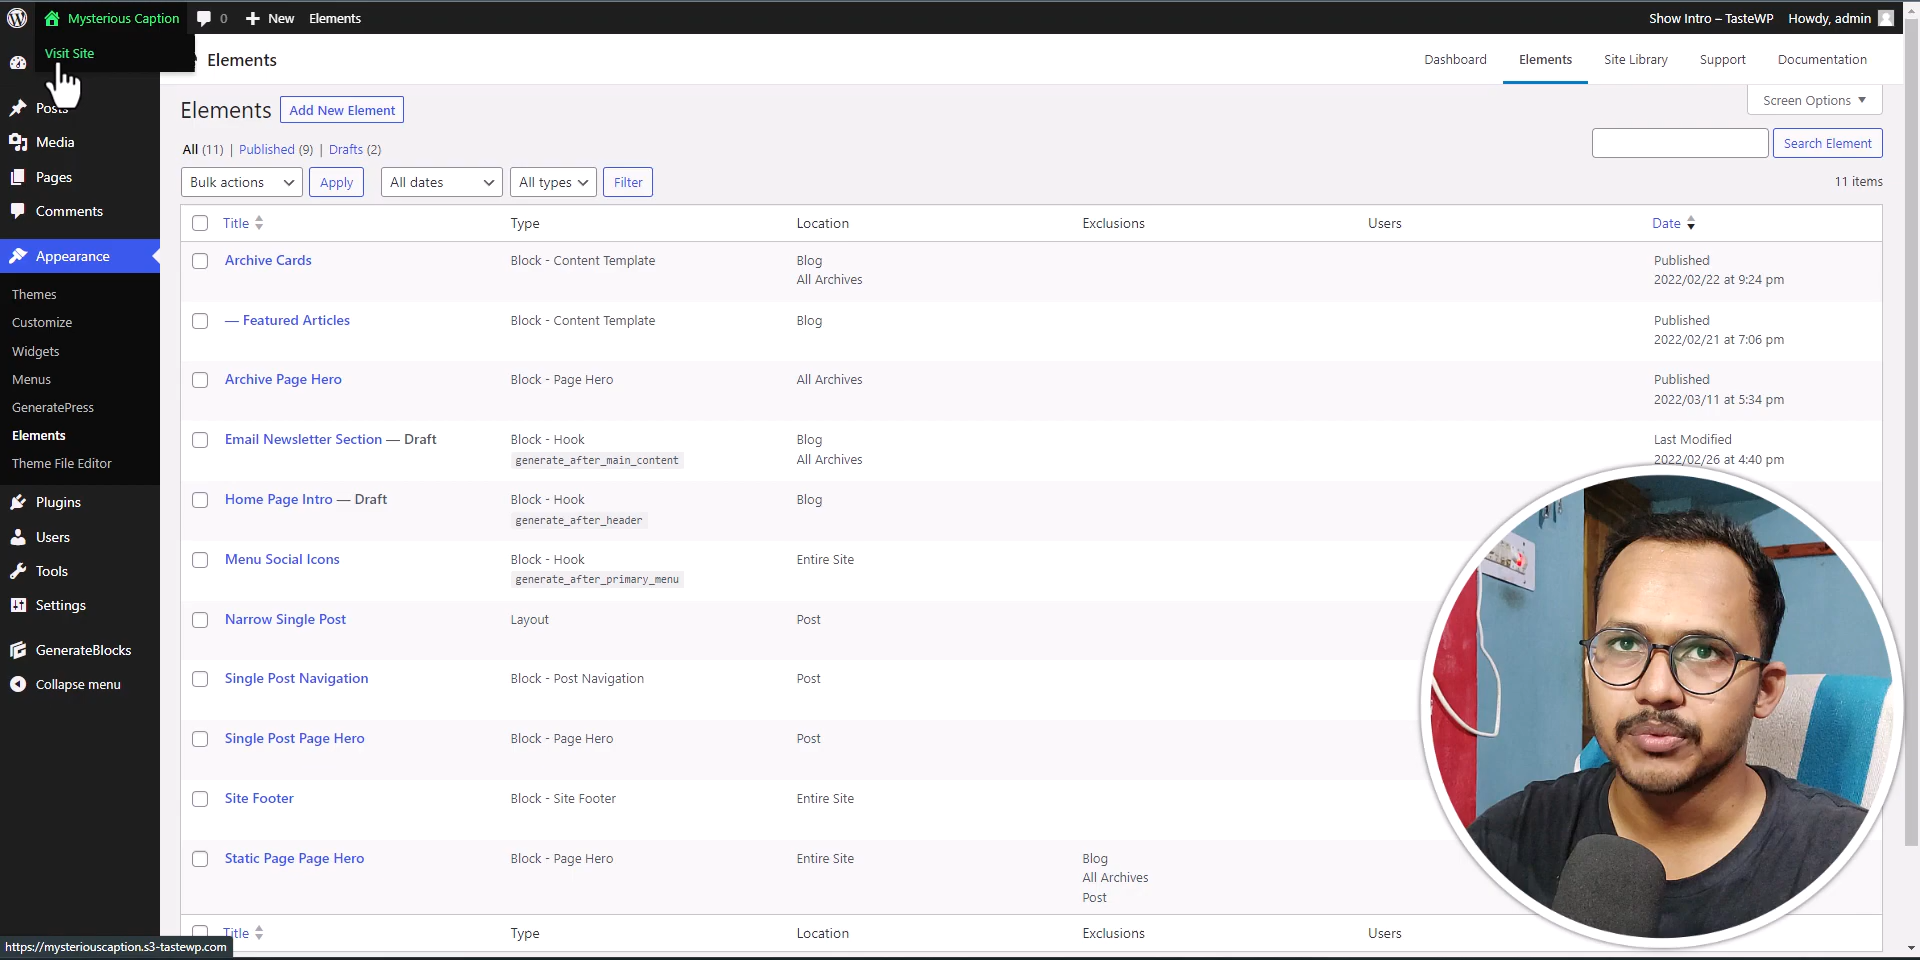 Mysterious Caption
0
New
Elements
Show Intro – TasteWP
Howdy, admin
Visit Site
Elements
Dashboard
Elements
Site Library
Support
Documentation
Posts
Media
Pages
Comments
Appearance
Themes
Customize
Widgets
Menus
GeneratePress
Elements
Theme File Editor
Plugins
Users
Tools
Settings
GenerateBlocks
Collapse menu
Elements
Add New Element
Screen Options
All (11) | Published (9) | Drafts (2)
Search Element
Bulk actions
Apply
All dates
All types
Filter
11 items
Title Type Location Exclusions Users Date
Archive Cards Block - Content Template Blog Published
All Archives 2022/02/22 at 9:24 pm
— Featured Articles Block - Content Template Blog Published
2022/02/21 at 7:06 pm
Archive Page Hero Block - Page Hero All Archives Published
2022/03/11 at 5:34 pm
Email Newsletter Section — Draft Block - Hook Blog Last Modified
generate_after_main_content All Archives 2022/02/26 at 4:40 pm
Home Page Intro — Draft Block - Hook Blog
generate_after_header
Menu Social Icons Block - Hook Entire Site
generate_after_primary_menu
Narrow Single Post Layout Post
Single Post Navigation Block - Post Navigation Post
Single Post Page Hero Block - Page Hero Post
Site Footer Block - Site Footer Entire Site
Static Page Page Hero Block - Page Hero Entire Site Blog
All Archives
Post
Title Type Location Exclusions Users
https://mysteriouscaption.s3-tastewp.com